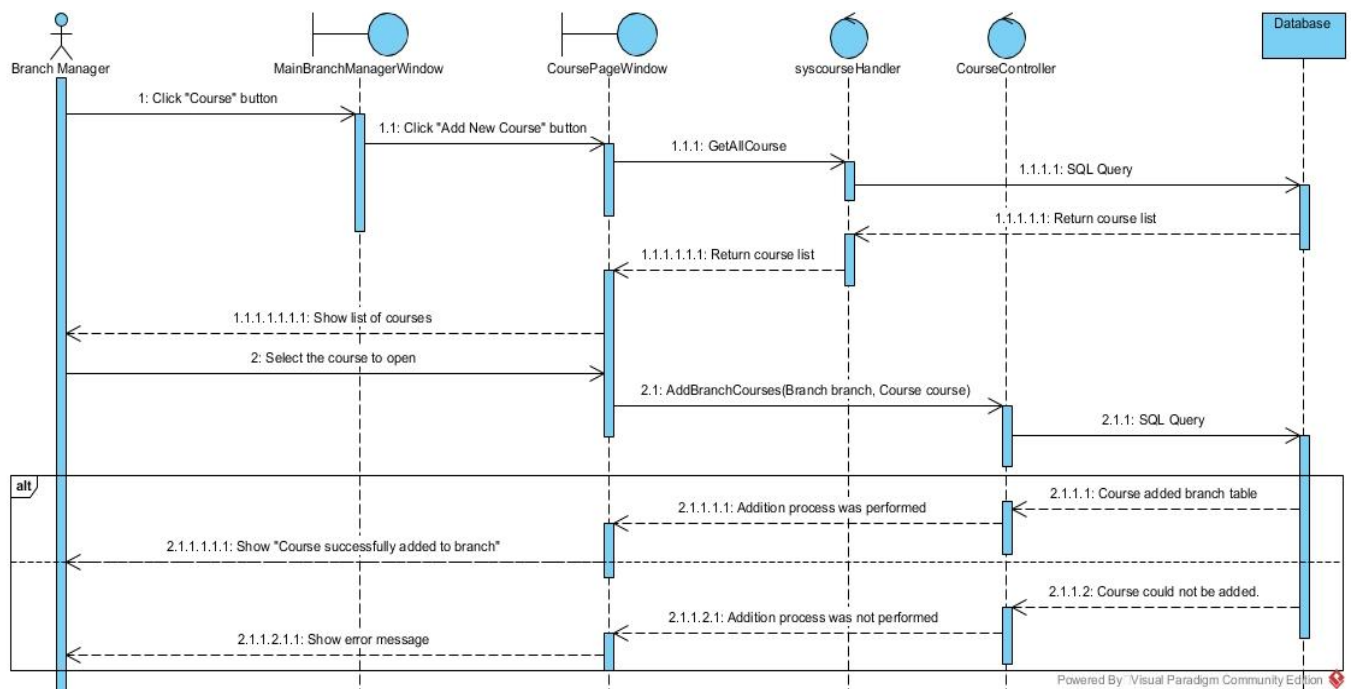 Database
Branch Manager
MainBranchManagerWindow
CoursePageWindow
syscourseHandler
CourseController
1: Click "Course" button
1.1: Click "Add New Course" button
1.1.1: GetAllCourse
1.1.1.1: SQL Query
1.1.1.1.1: Return course list
1.1.1.1.1.1: Return course list
1.1.1.1.1.1.1: Show list of courses
2: Select the course to open
2.1: AddBranchCourses(Branch branch, Course course)
2.1.1: SQL Query
alt
2.1.1.1: Course added branch table
2.1.1.1.1: Addition process was performed
2.1.1.1.1.1: Show "Course successfully added to branch"
2.1.1.2: Course could not be added.
2.1.1.2.1: Addition process was not performed
2.1.1.2.1.1: Show error message
Powered By Visual Paradigm Community Edition